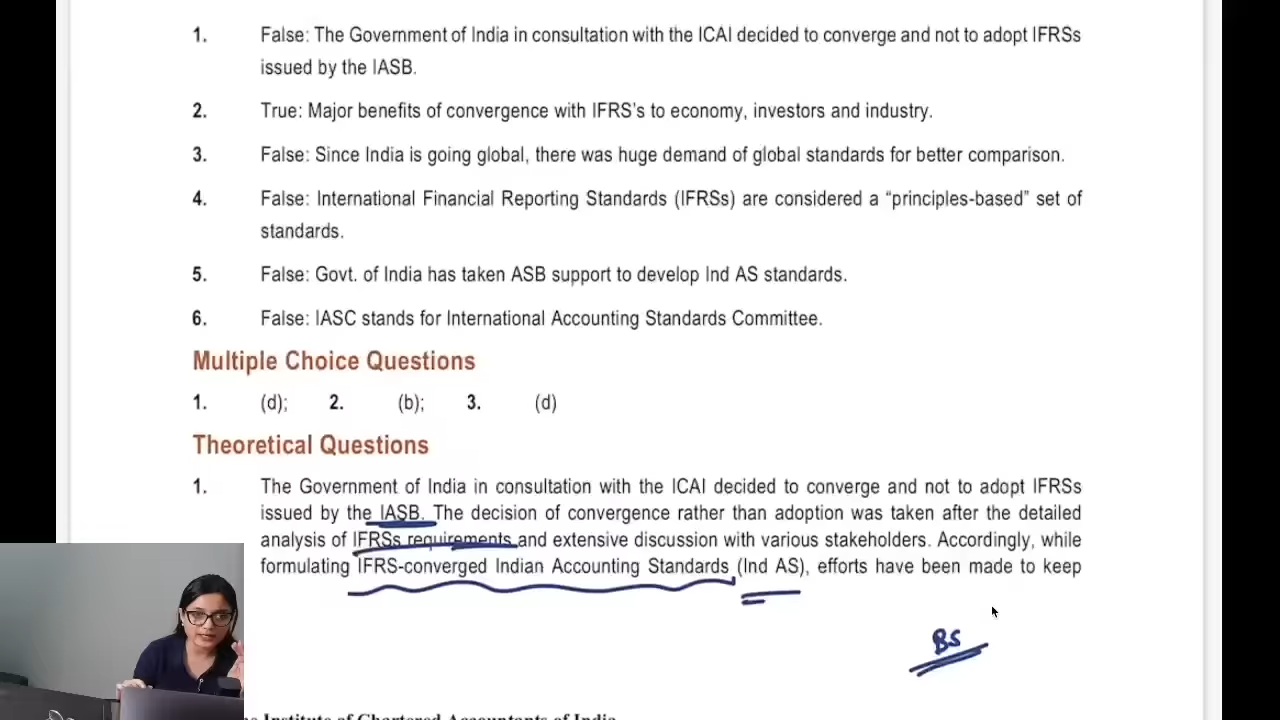 1. False: The Government of India in consultation with the ICAI decided to converge and not to adopt IFRSs
issued by the IASB.
2. True: Major benefits of convergence with IFRS's to economy, investors and industry.
3. False: Since India is going global, there was huge demand of global standards for better comparison.
4. False: International Financial Reporting Standards (IFRSs) are considered a “principles-based” set of
standards.
5. False: Govt. of India has taken ASB support to develop Ind AS standards.
6. False: IASC stands for International Accounting Standards Committee.
Multiple Choice Questions
1. (d); 2. (b); 3. (d)
Theoretical Questions
1. The Government of India in consultation with the ICAI decided to converge and not to adopt IFRSs
issued by the IASB. The decision of convergence rather than adoption was taken after the detailed
analysis of IFRSs requirements and extensive discussion with various stakeholders. Accordingly, while
formulating IFRS-converged Indian Accounting Standards (Ind AS), efforts have been made to keep
BS
Institute of Chartered Accountants of India